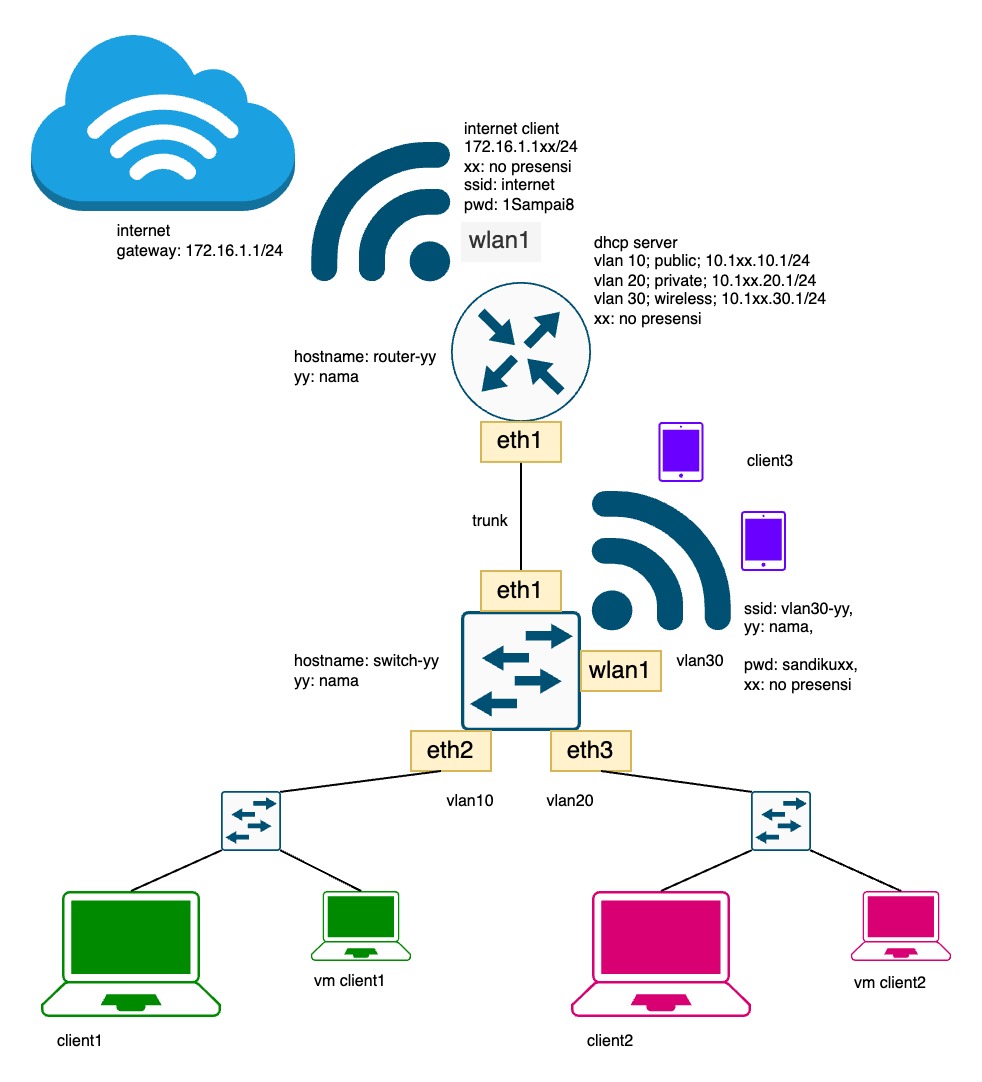 internet client
172.16.1.1xx/24
xx: no presensi
ssid: internet
pwd: 1Sampai8
wlan1
internet
gateway: 172.16.1.1/24
dhcp server
vlan 10; public; 10.1xx.10.1/24
vlan 20; private; 10.1xx.20.1/24
vlan 30; wireless; 10.1xx.30.1/24
xx: no presensi
hostname: router-yy
yy: nama
eth1
client3
trunk
eth1
ssid: vlan30-yy,
yy: nama,
hostname: switch-yy
yy: nama
wlan1
vlan30
pwd: sandikuxx,
xx: no presensi
eth2
eth3
vlan10
vlan20
vm client1
vm client2
client1
client2